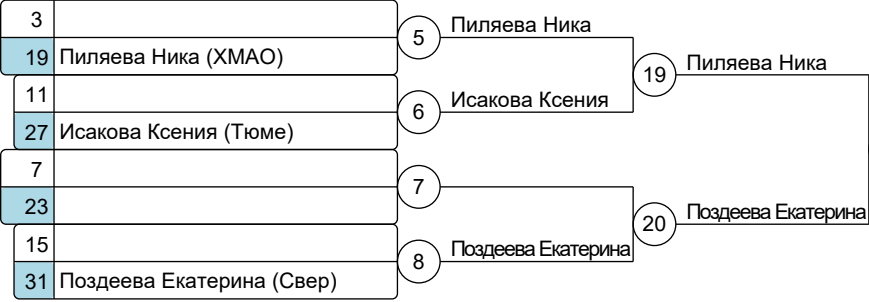 3
5
Пиляева Ника
19 Пиляева Ника (ХМАО)
19
Пиляева Ника
11
6
Исакова Ксения
27 Исакова Ксения (Тюме)
7
7
23
20
Поздеева Екатерина
15
8
Поздеева Екатерина
31 Поздеева Екатерина (Свер)